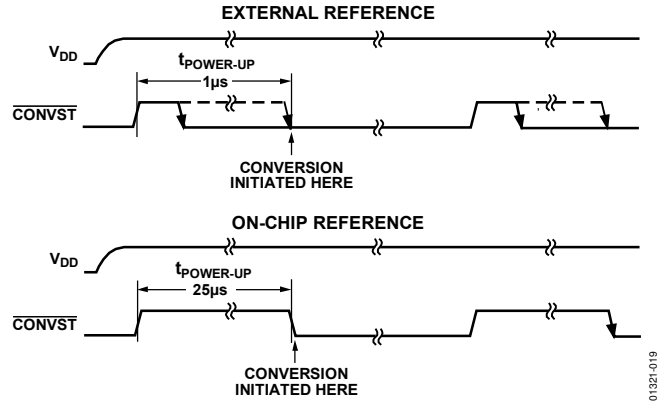 EXTERNAL REFERENCE
VDD
tPOWER-UP
1µs
CONVST
CONVERSION
INITIATED HERE
ON-CHIP REFERENCE
VDD
tPOWER-UP
25µs
CONVST
CONVERSION
INITIATED HERE
01321-019